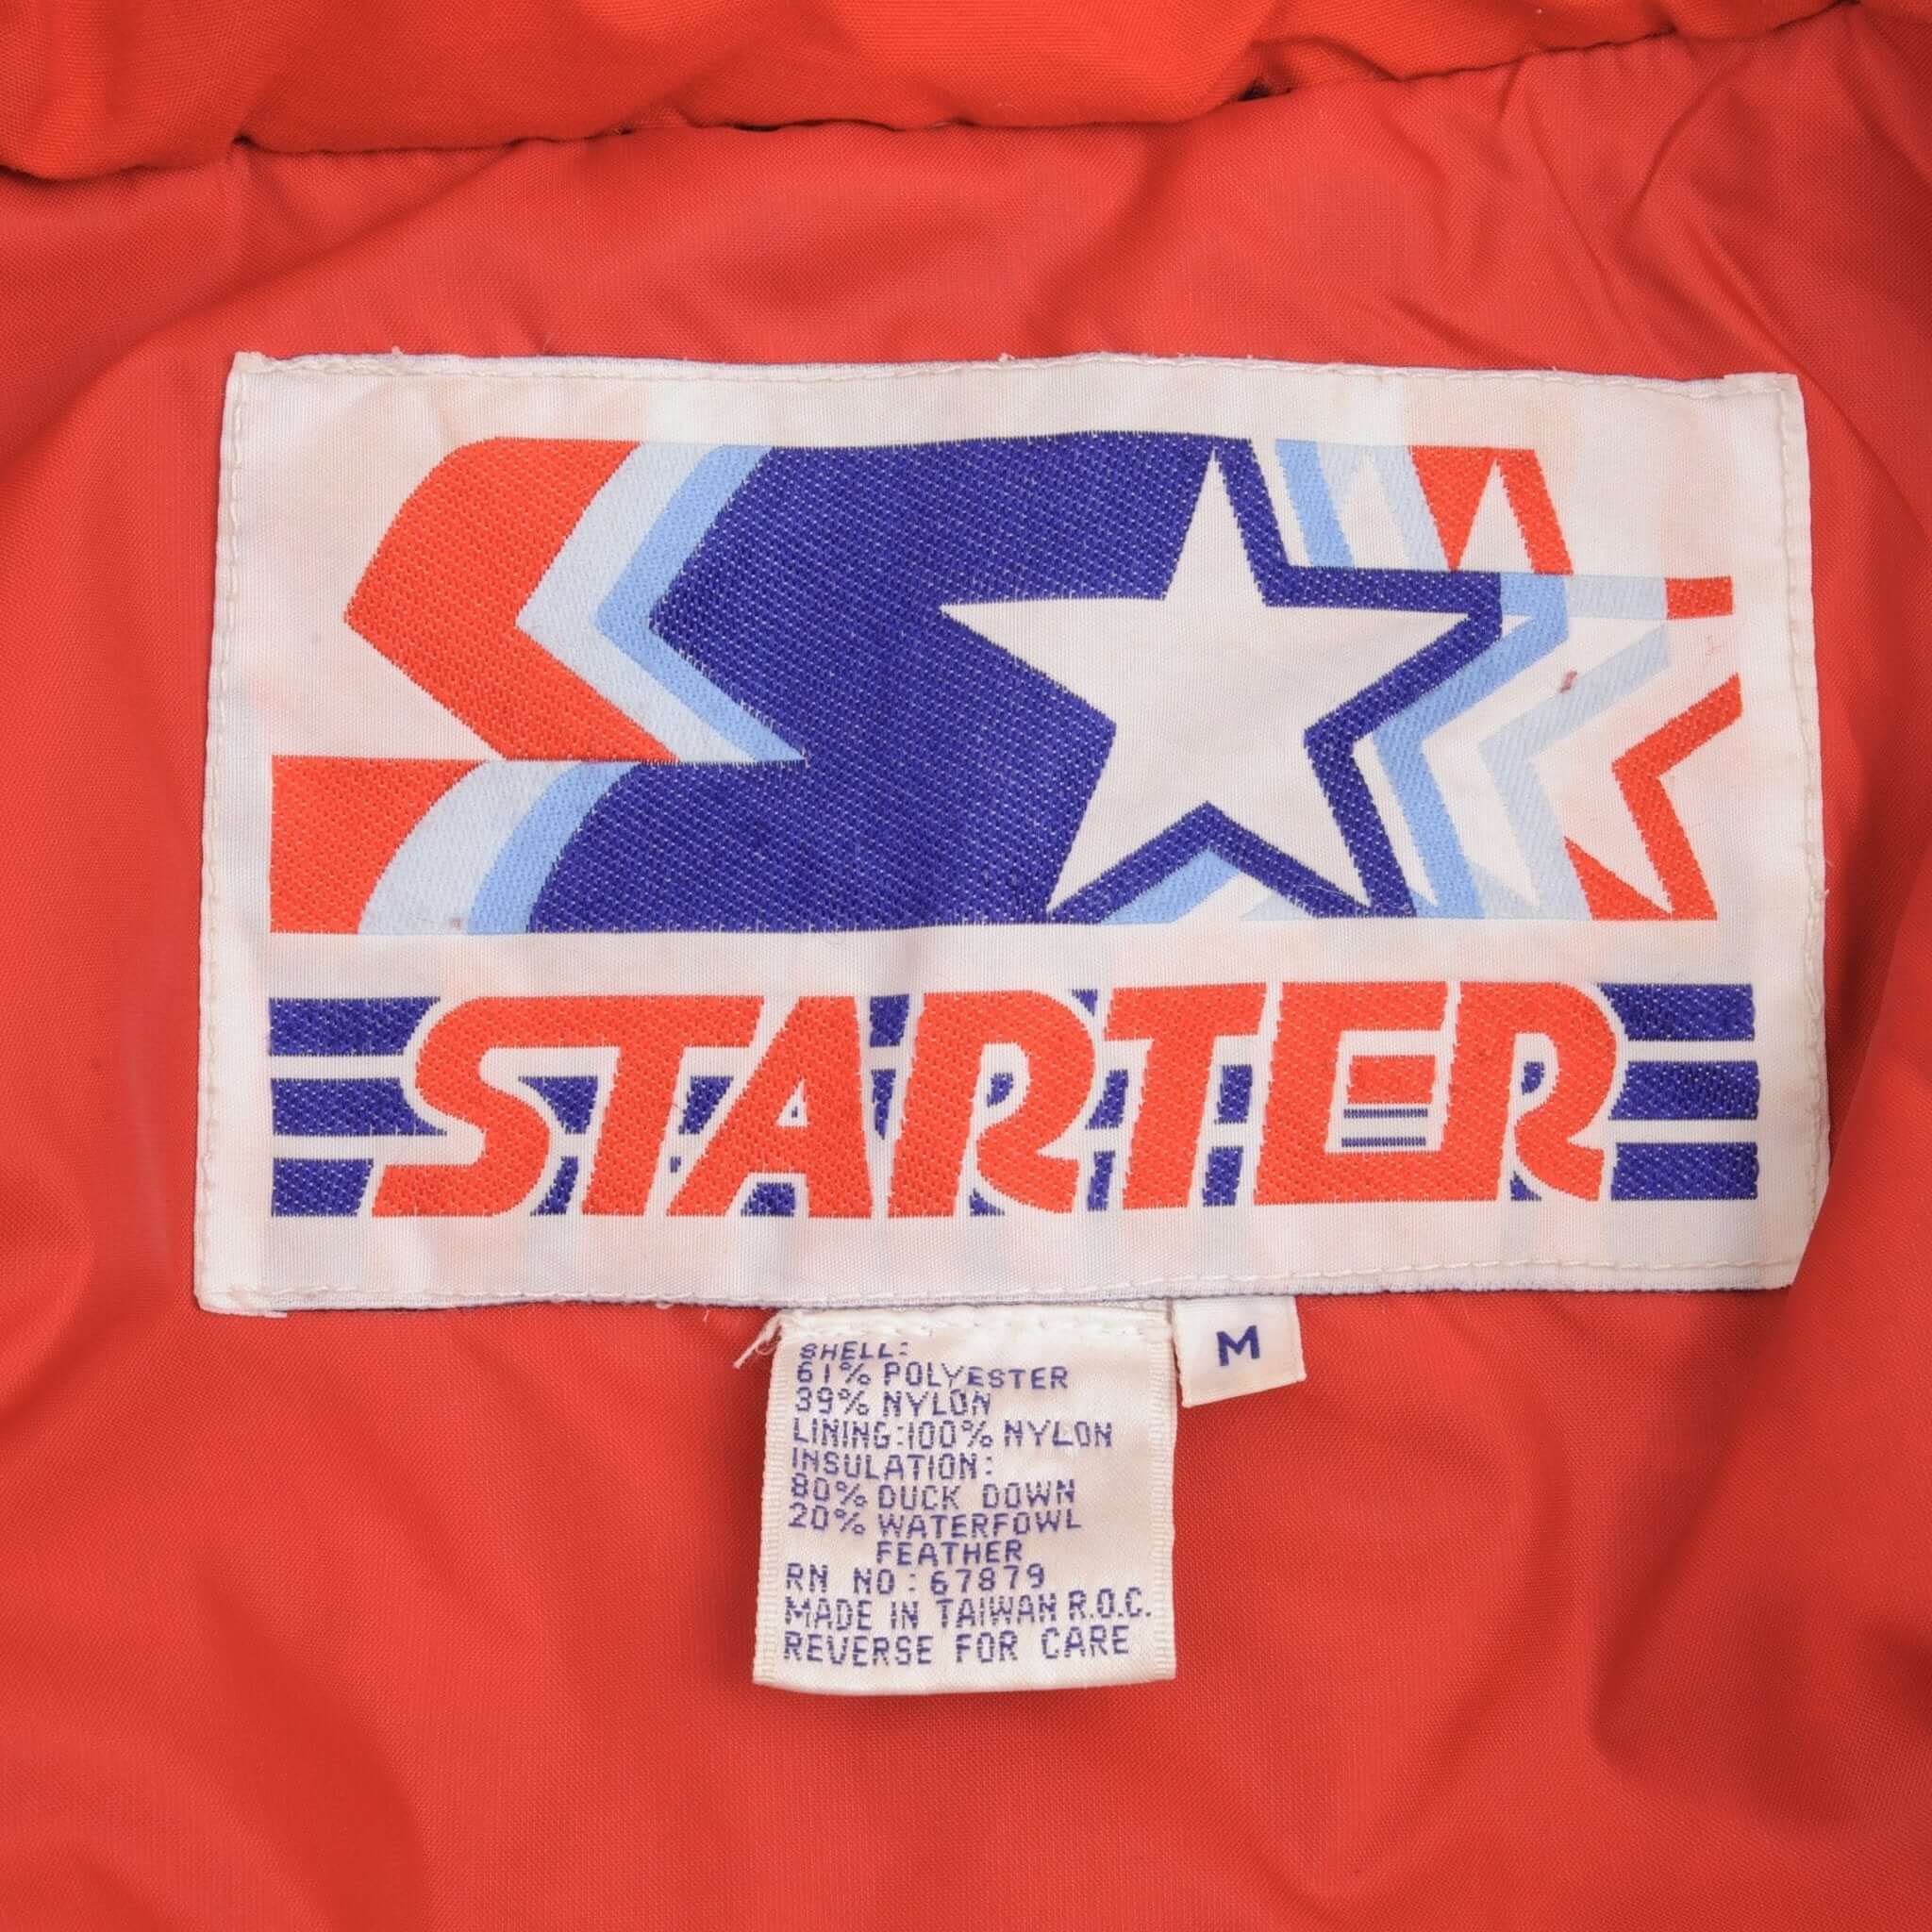 STARTER
M
SHELL:
61% POLYESTER
39% NYLON
LINING:100% NYLON
INSULATION:
80% DUCK DOWN
20% WATERFOWL
FEATHER
RN NO:67879
MADE IN TAIWAN R.O.C.
REVERSE FOR CARE